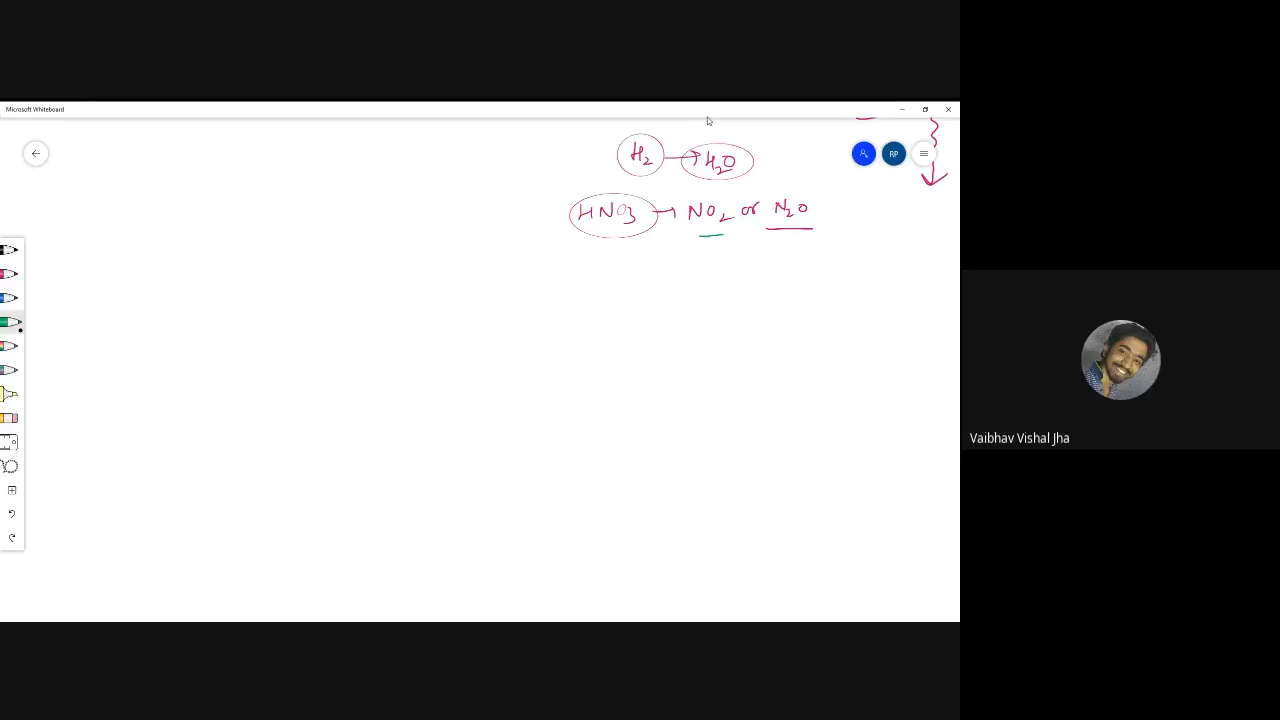 Microsoft Whiteboard
H₂ → H₂O
RP
HNO₃ → NO₂ or N₂O
Vaibhav Vishal Jha